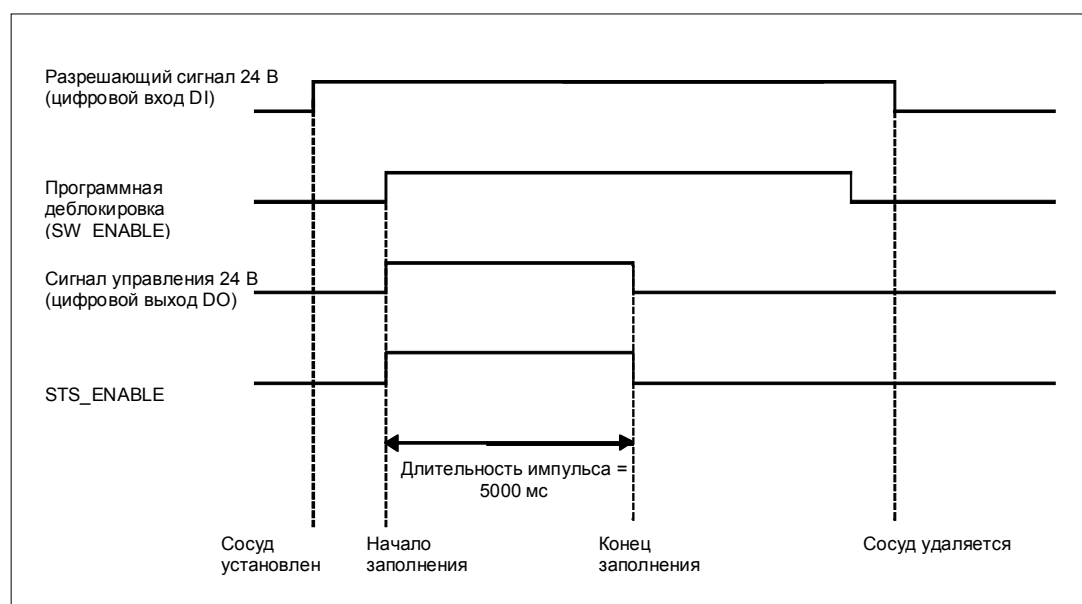 Разрешающий сигнал 24 В
(цифровой вход DI)
Программная
деблокировка
(SW_ENABLE)
Сигнал управления 24 В
(цифровой выход DO)
STS_ENABLE
Длительность импульса =
5000 мс
Сосуд
установлен
Начало
заполнения
Конец
заполнения
Сосуд удаляется